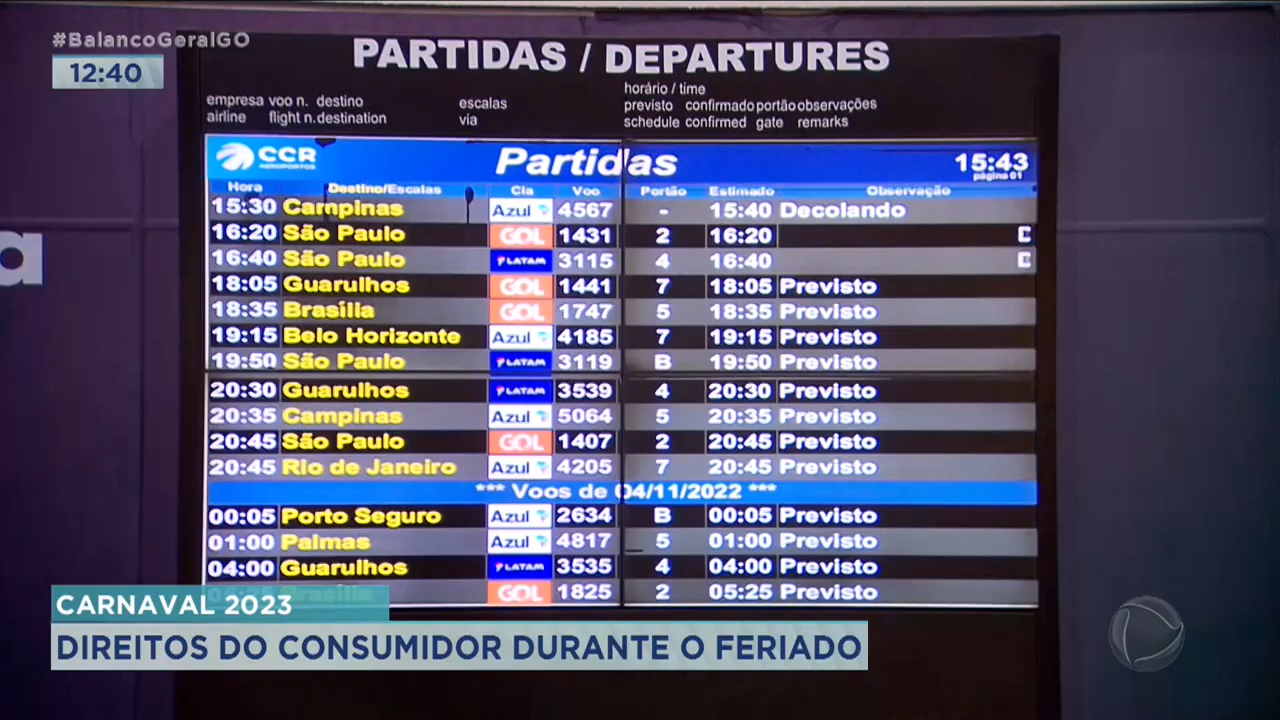 #BalancoGeralGO
12:40
PARTIDAS / DEPARTURES
horário / time
empresa voo n. destino escalas previsto confirmado portão observações
airline flight n. destination via schedule confirmed gate remarks
CCR AEROPORTOS Partidas 15:43
página 01
Hora Destino/Escalas Cia Voo Portão Estimado Observação
15:30 Campinas Azul 4567 - 15:40 Decolando
16:20 São Paulo GOL 1431 2 16:20 C
16:40 São Paulo LATAM 3115 4 16:40 C
18:05 Guarulhos GOL 1441 7 18:05 Previsto
18:35 Brasília GOL 1747 5 18:35 Previsto
19:15 Belo Horizonte Azul 4185 7 19:15 Previsto
19:50 São Paulo LATAM 3119 B 19:50 Previsto
20:30 Guarulhos LATAM 3539 4 20:30 Previsto
20:35 Campinas Azul 5064 5 20:35 Previsto
20:45 São Paulo GOL 1407 2 20:45 Previsto
20:45 Rio de Janeiro Azul 4205 7 20:45 Previsto
*** Voos de 04/11/2022 ***
00:05 Porto Seguro Azul 2634 B 00:05 Previsto
01:00 Palmas Azul 4817 5 01:00 Previsto
04:00 Guarulhos LATAM 3535 4 04:00 Previsto
Brasília GOL 1825 2 05:25 Previsto
a
CARNAVAL 2023
DIREITOS DO CONSUMIDOR DURANTE O FERIADO